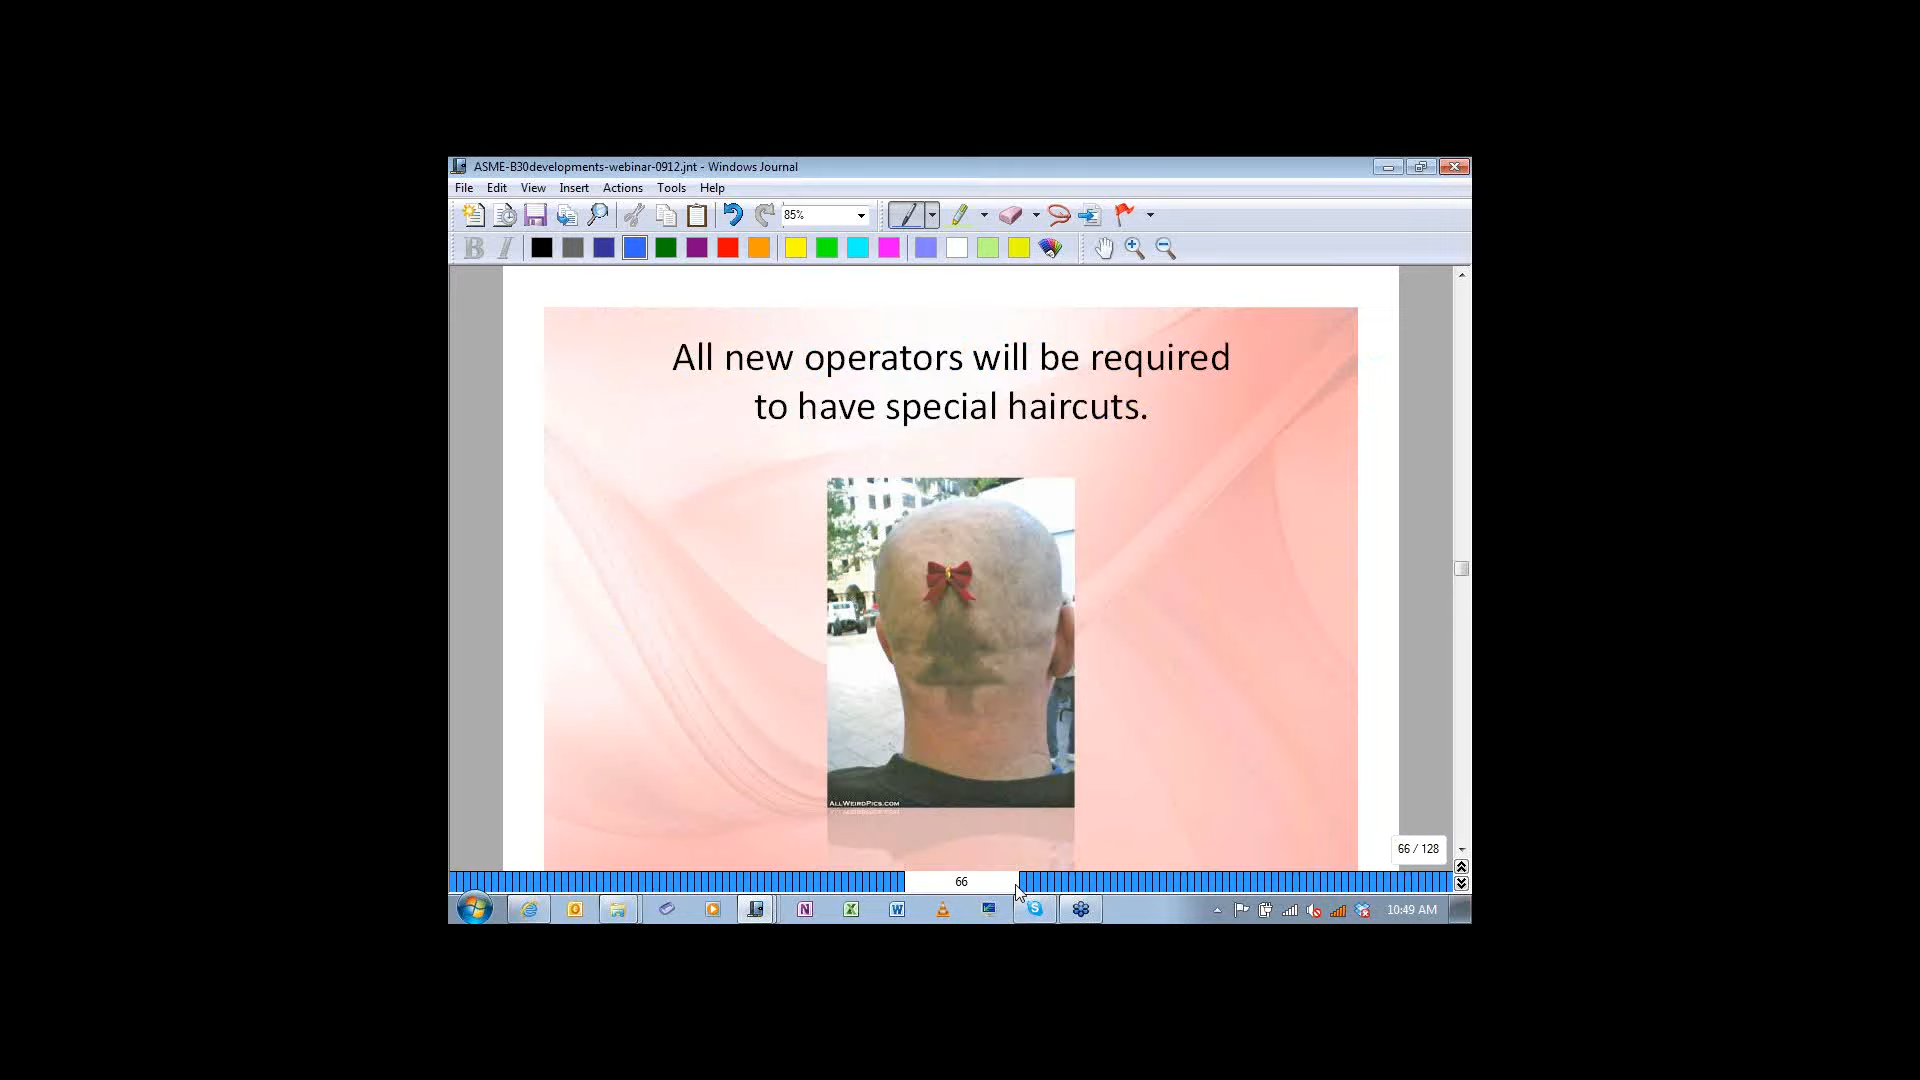 ASME-B30developments-webinar-0912.jnt - Windows Journal
File Edit View Insert Actions Tools Help
85%
B I
All new operators will be required
to have special haircuts.
ALLWEIRDPICS.COM
66 / 128
66
10:49 AM